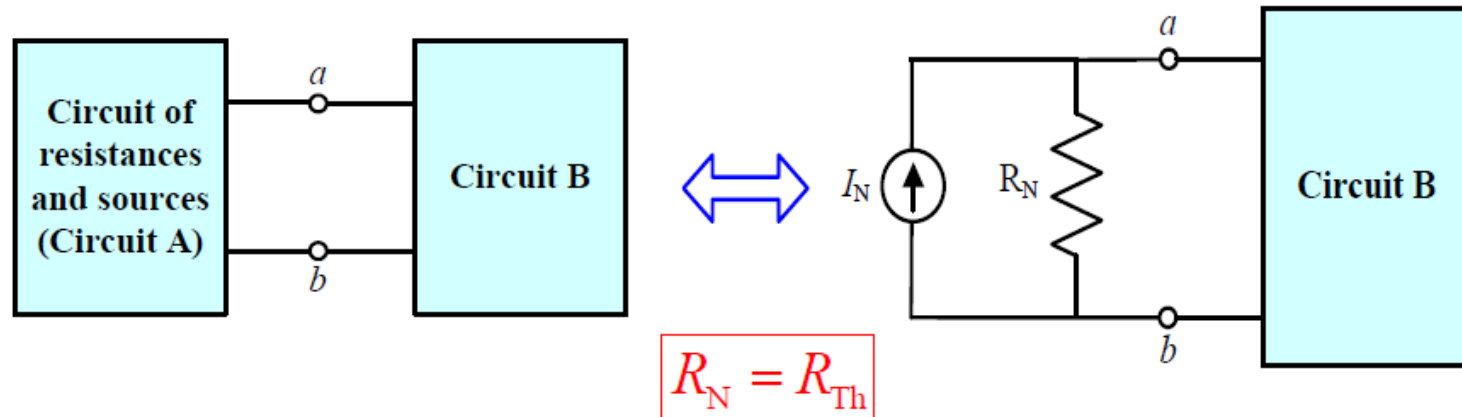 Circuit of
resistances
and sources
(Circuit A)
a
b
Circuit B
I_N
R_N
a
b
Circuit B
R_N = R_Th